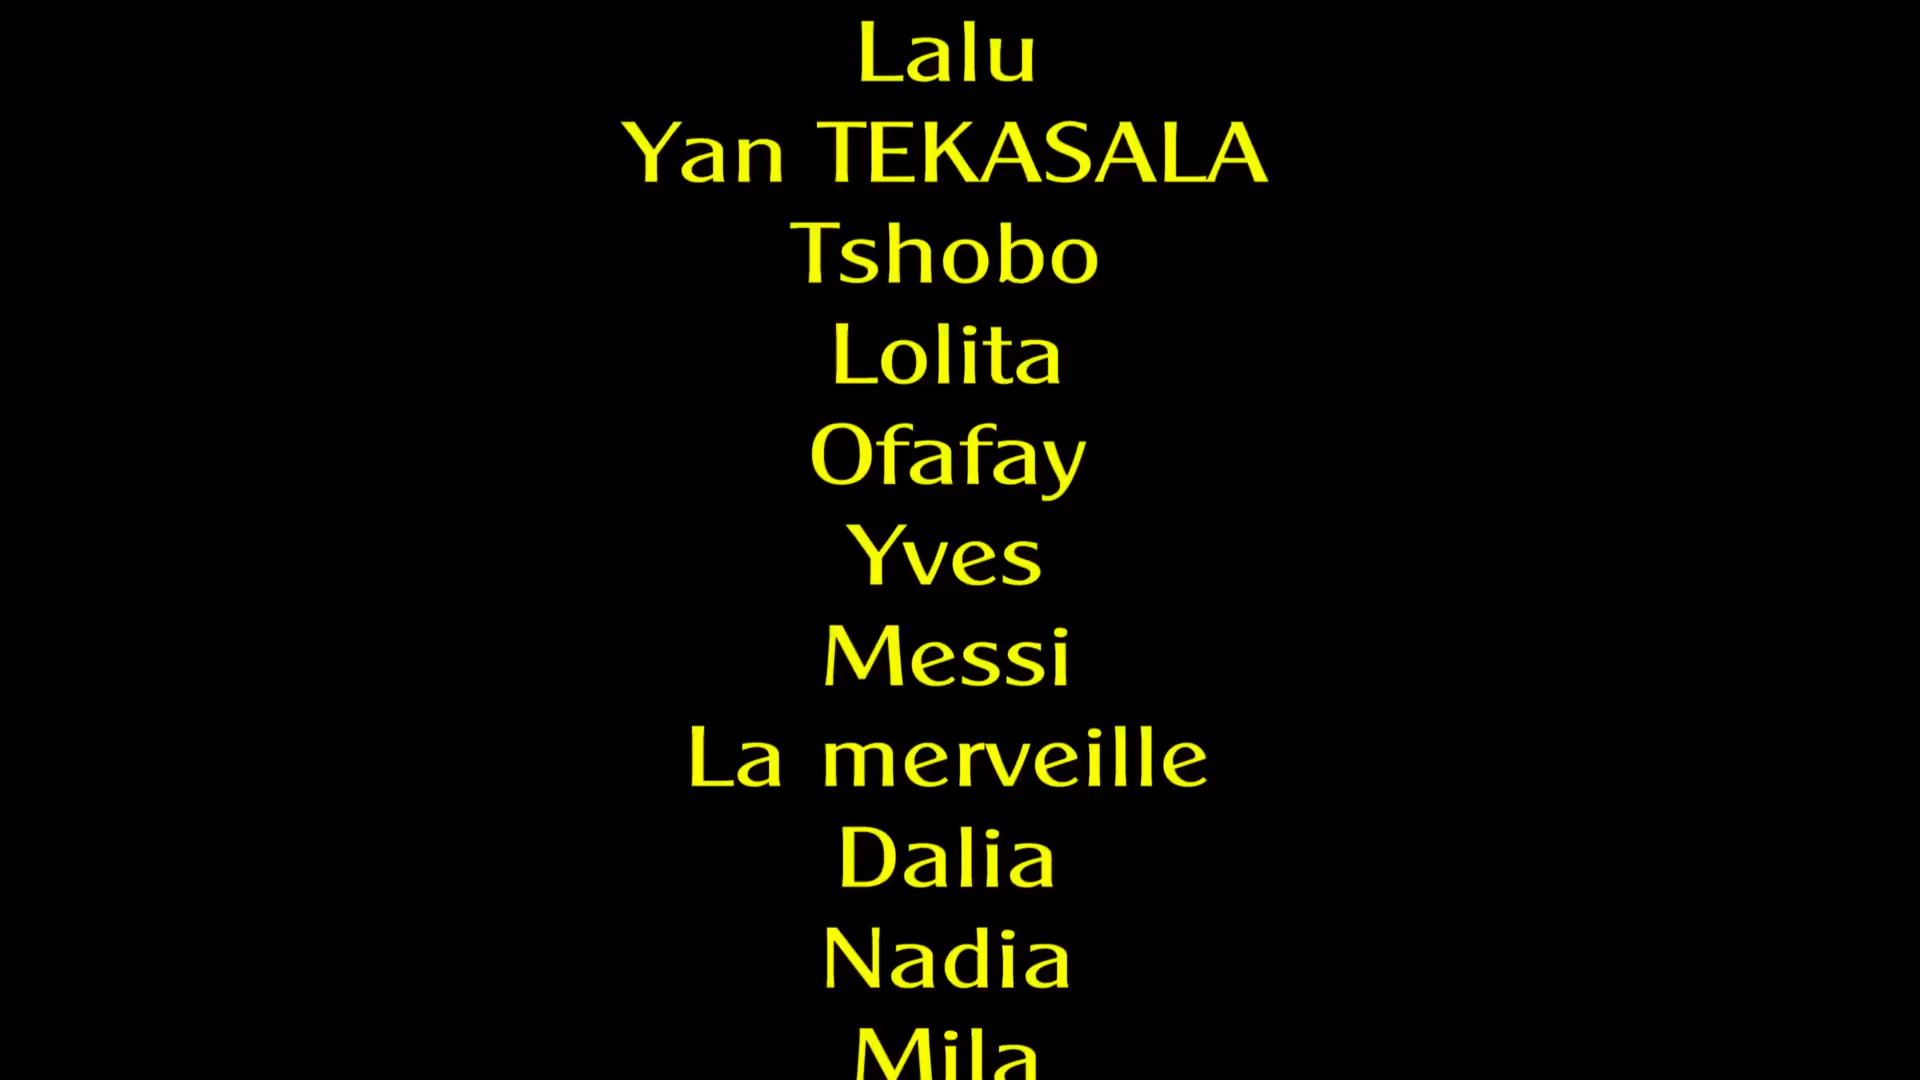 Lalu
Yan TEKASALA
Tshobo
Lolita
Ofafay
Yves
Messi
La merveille
Dalia
Nadia
Mila